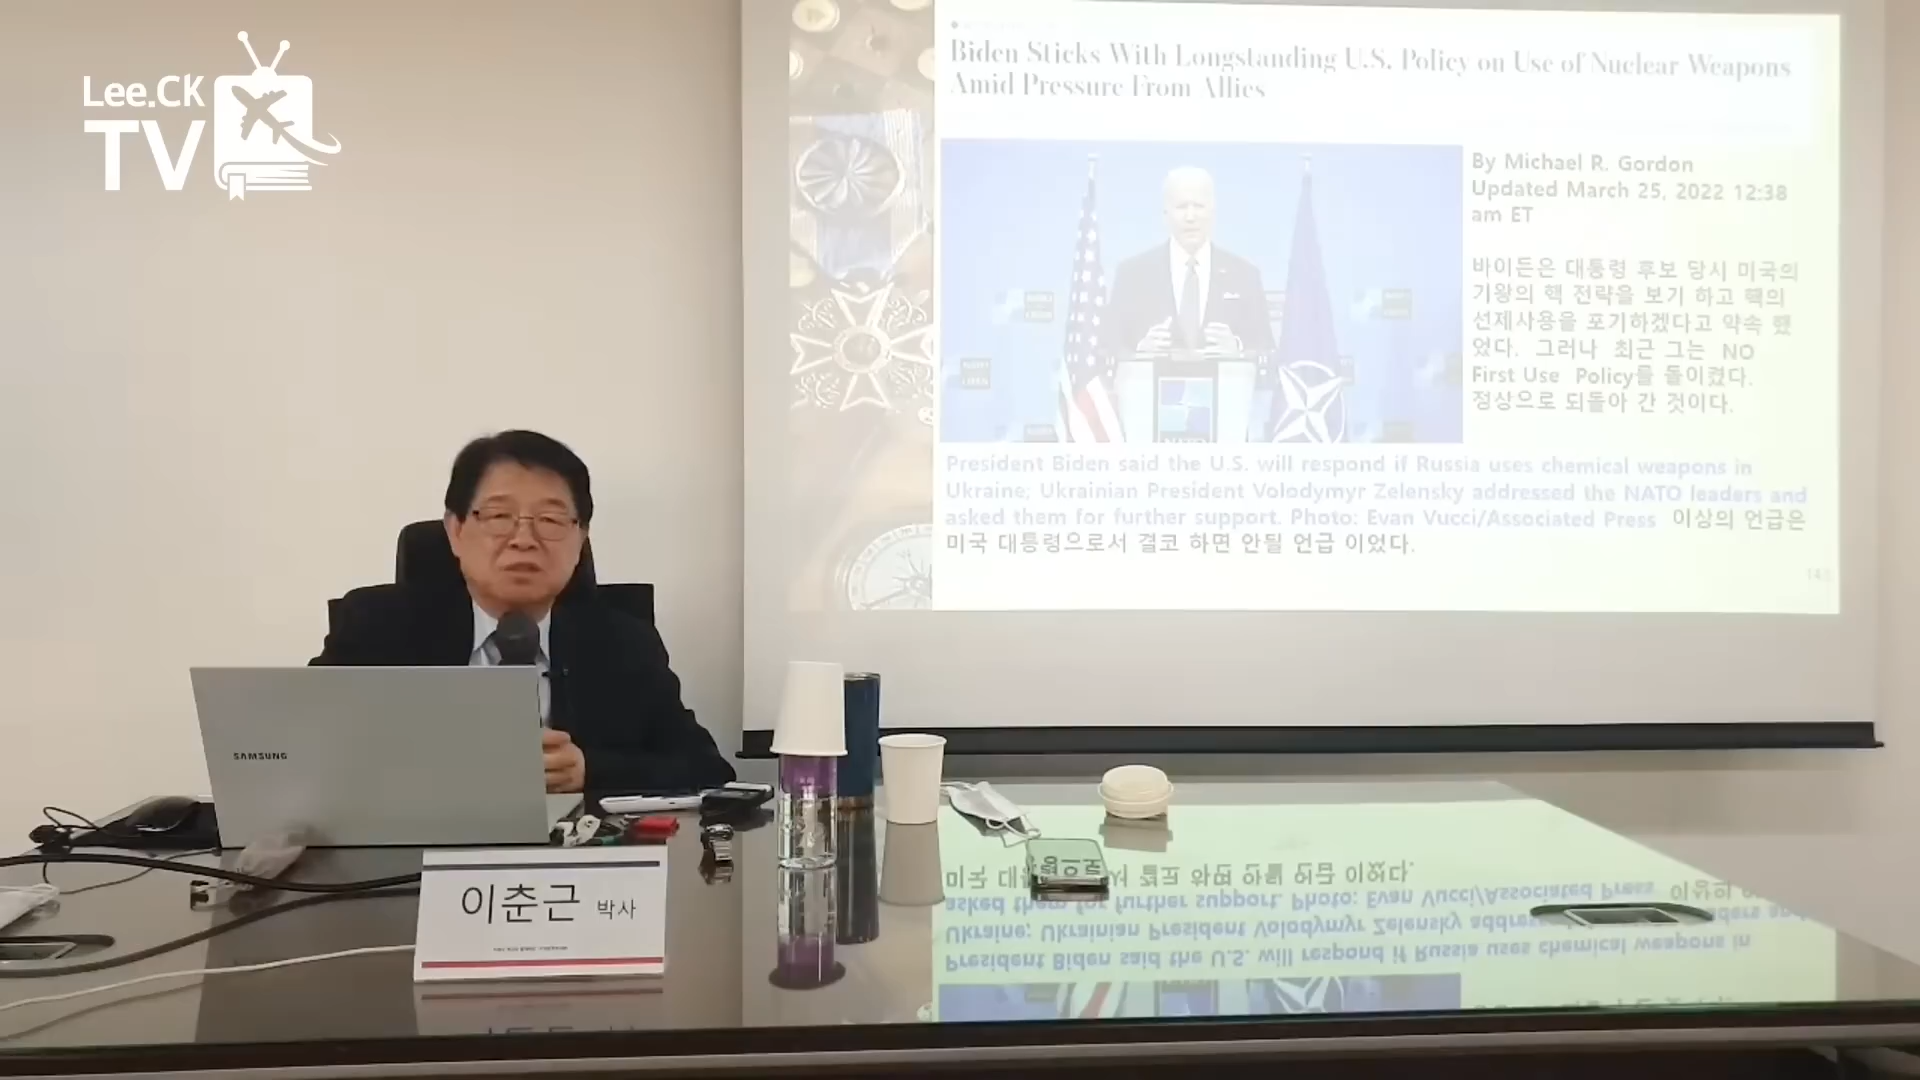 Lee.CK
TV
Biden Sticks With Longstanding U.S. Policy on Use of Nuclear Weapons
Amid Pressure From Allies
By Michael R. Gordon
Updated March 25, 2022 12:38
am ET
바이든은 대통령 후보 당시 미국의
기왕의 핵 전략을 보기 하고 핵의
선제사용을 포기하겠다고 약속 했
었다. 그러나 최근 그는 NO
First Use Policy를 돌이켰다.
정상으로 되돌아 간 것이다.
President Biden said the U.S. will respond if Russia uses chemical weapons in
Ukraine; Ukrainian President Volodymyr Zelensky addressed the NATO leaders and
asked them for further support. Photo: Evan Vucci/Associated Press 이상의 언급은
미국 대통령으로서 결코 하면 안될 언급 이었다.
SAMSUNG
이춘근 박사